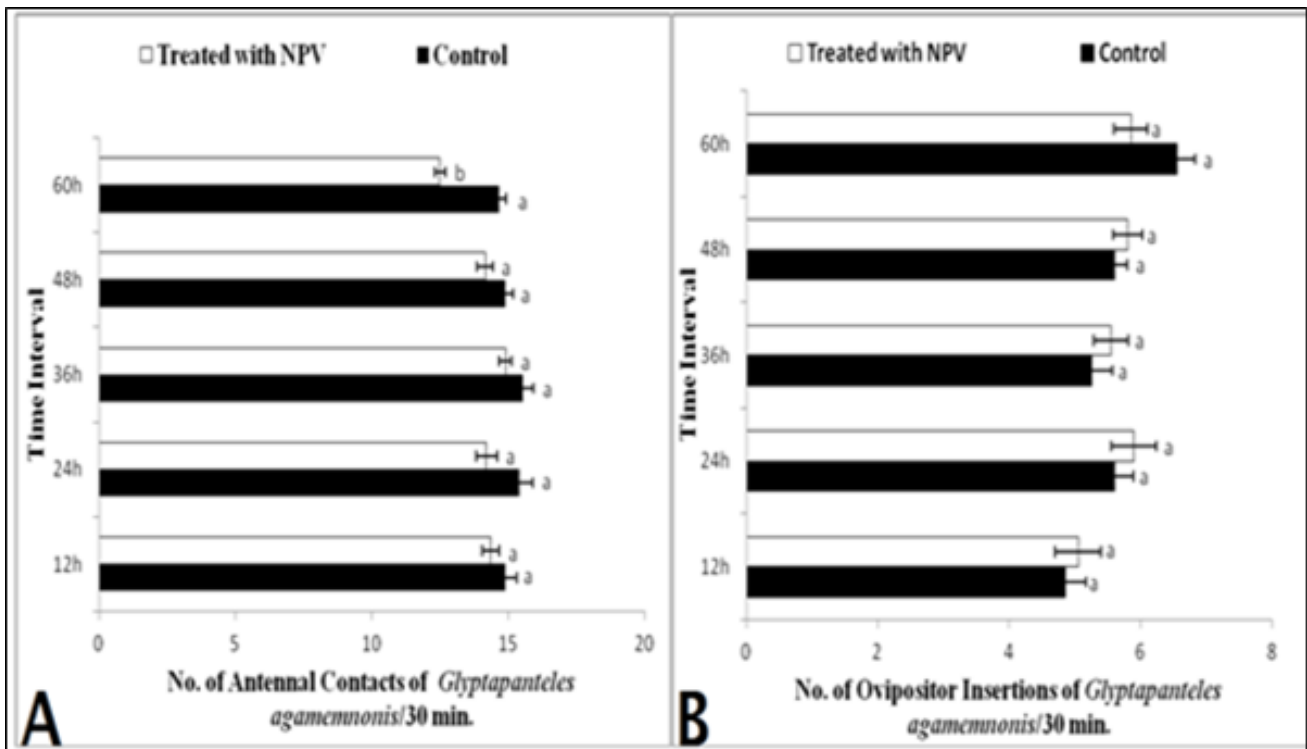 Treated with NPV Control
60h
b
a
48h
a
a
36h
a
a
24h
a
a
12h
a
a
Time Interval
0 5 10 15 20
No. of Antennal Contacts of Glyptapanteles
agamemnonis/30 min.
A
Treated with NPV Control
60h
a
a
48h
a
a
36h
a
a
24h
a
a
12h
a
a
Time Interval
0 2 4 6 8
No. of Ovipositor Insertions of Glyptapanteles
agamemnonis/30 min.
B